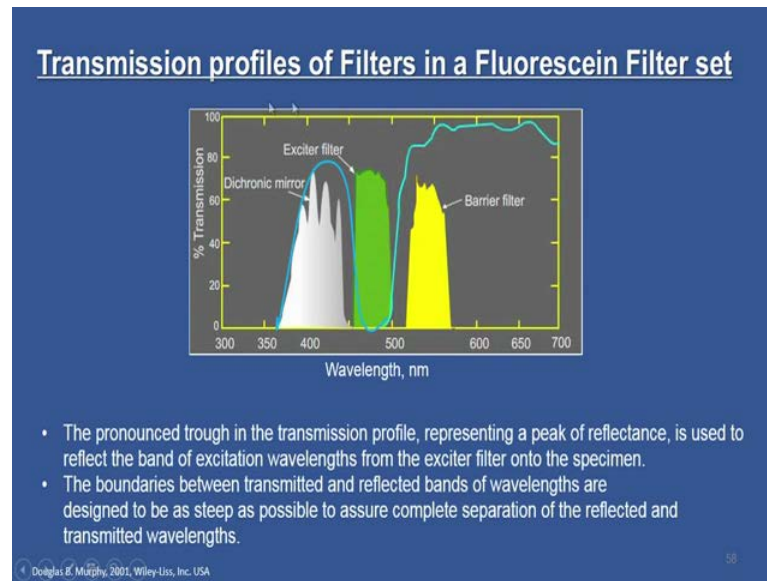 Transmission profiles of Filters in a Fluorescein Filter set
100
80
60
40
20
0
% Transmission
Exciter filter
Dichronic mirror
Barrier filter
300 350 400 500 600 650 700
Wavelength, nm
• The pronounced trough in the transmission profile, representing a peak of reflectance, is used to
reflect the band of excitation wavelengths from the exciter filter onto the specimen.
• The boundaries between transmitted and reflected bands of wavelengths are
designed to be as steep as possible to assure complete separation of the reflected and
transmitted wavelengths.
58
Douglas B. Murphy, 2001, Wiley-Liss, Inc. USA